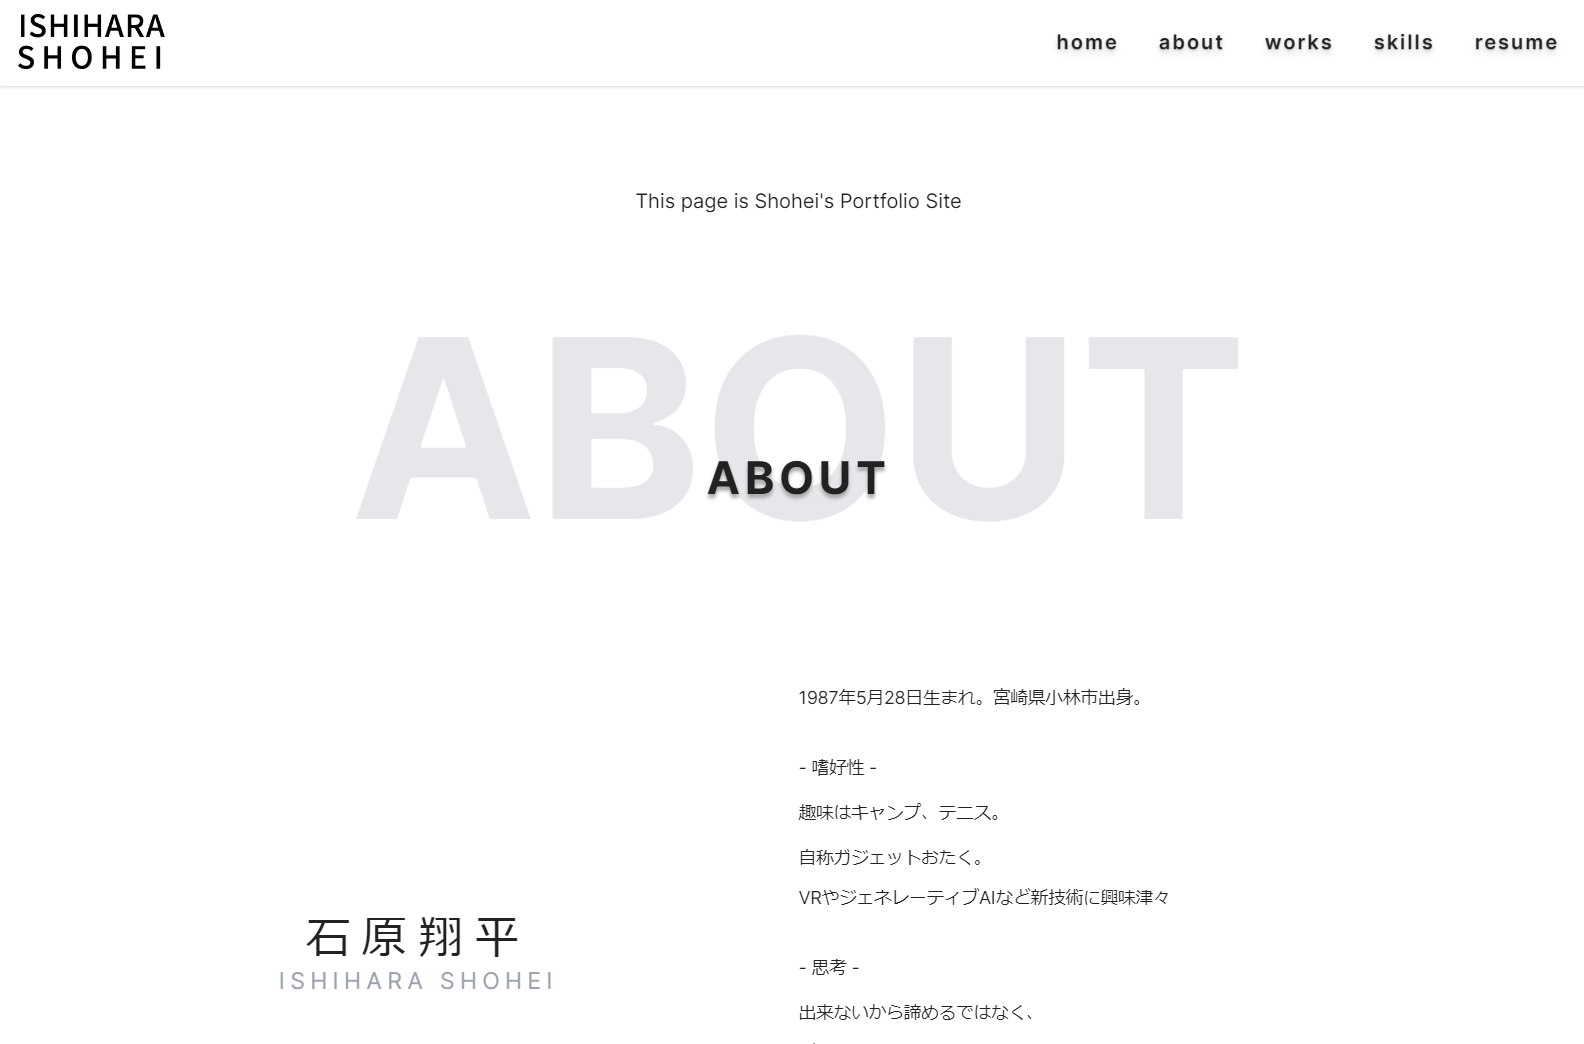 ISHIHARA
SHOHEI
home about works skills resume
This page is Shohei's Portfolio Site
ABOUT
ABOUT
1987年5月28日生まれ。宮崎県小林市出身。
- 嗜好性 -
趣味はキャンプ、テニス。
自称ガジェットおたく。
VRやジェネレーティブAIなど新技術に興味津々
石原翔平
ISHIHARA SHOHEI
- 思考 -
出来ないから諦めるではなく、